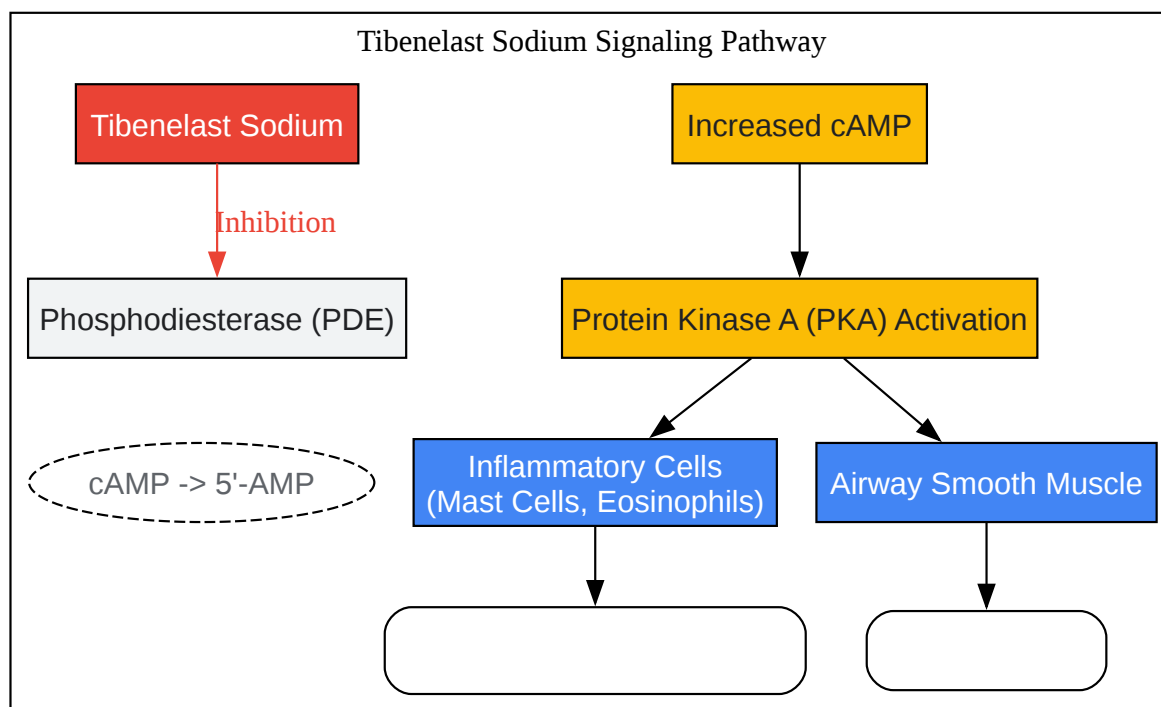 Tibenelast Sodium Signaling Pathway
Tibenelast Sodium
Increased cAMP
Inhibition
Phosphodiesterase (PDE)
Protein Kinase A (PKA) Activation
cAMP -> 5'-AMP
Inflammatory Cells
(Mast Cells, Eosinophils)
Airway Smooth Muscle